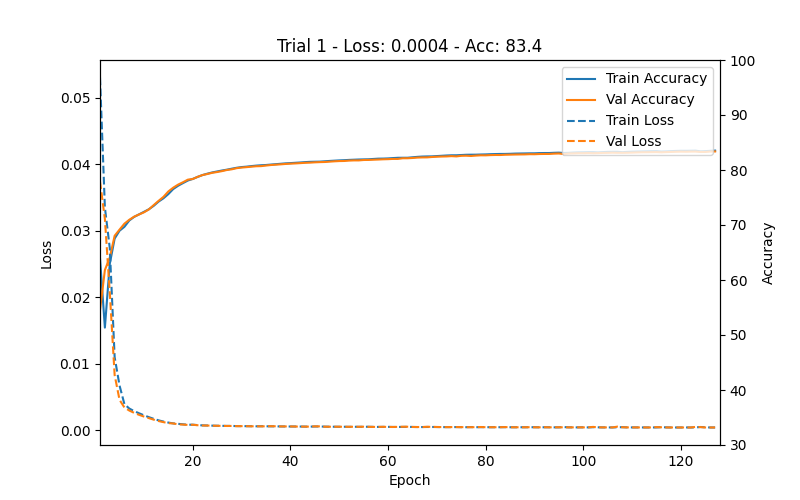 Trial 1 - Loss: 0.0004 - Acc: 83.4
Train Accuracy
Val Accuracy
Train Loss
Val Loss
0.05
0.04
0.03
0.02
0.01
0.00
Loss
100
90
80
70
60
50
40
30
Accuracy
20 40 60 80 100 120
Epoch